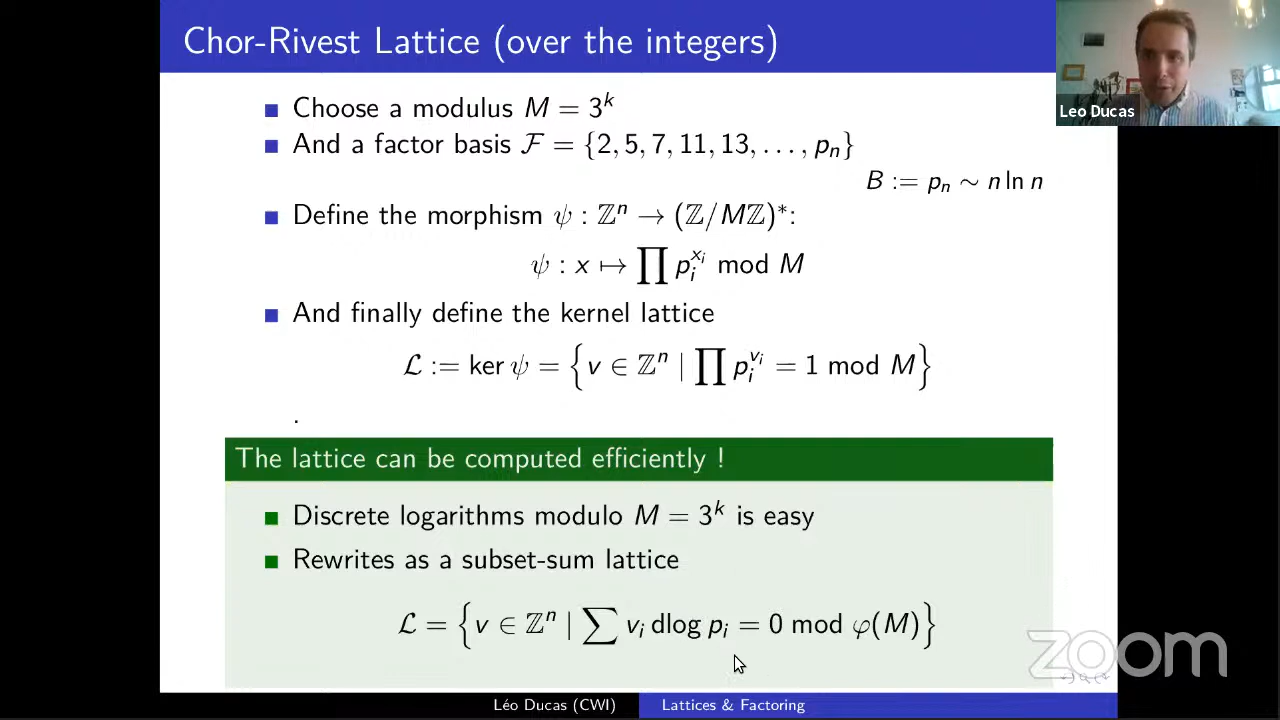 Chor-Rivest Lattice (over the integers)
Leo Ducas
Choose a modulus M = 3^k
And a factor basis ℱ = {2, 5, 7, 11, 13, . . . , p_n}
B := p_n ∼ n ln n
Define the morphism ψ : ℤ^n → (ℤ/Mℤ)*:
ψ : x ↦ ∏ p_i^{x_i} mod M
And finally define the kernel lattice
ℒ := ker ψ = {v ∈ ℤ^n | ∏ p_i^{v_i} = 1 mod M}
.
The lattice can be computed efficiently !
Discrete logarithms modulo M = 3^k is easy
Rewrites as a subset-sum lattice
ℒ = {v ∈ ℤ^n | ∑ v_i dlog p_i = 0 mod φ(M)}
zoom
Léo Ducas (CWI)
Lattices & Factoring